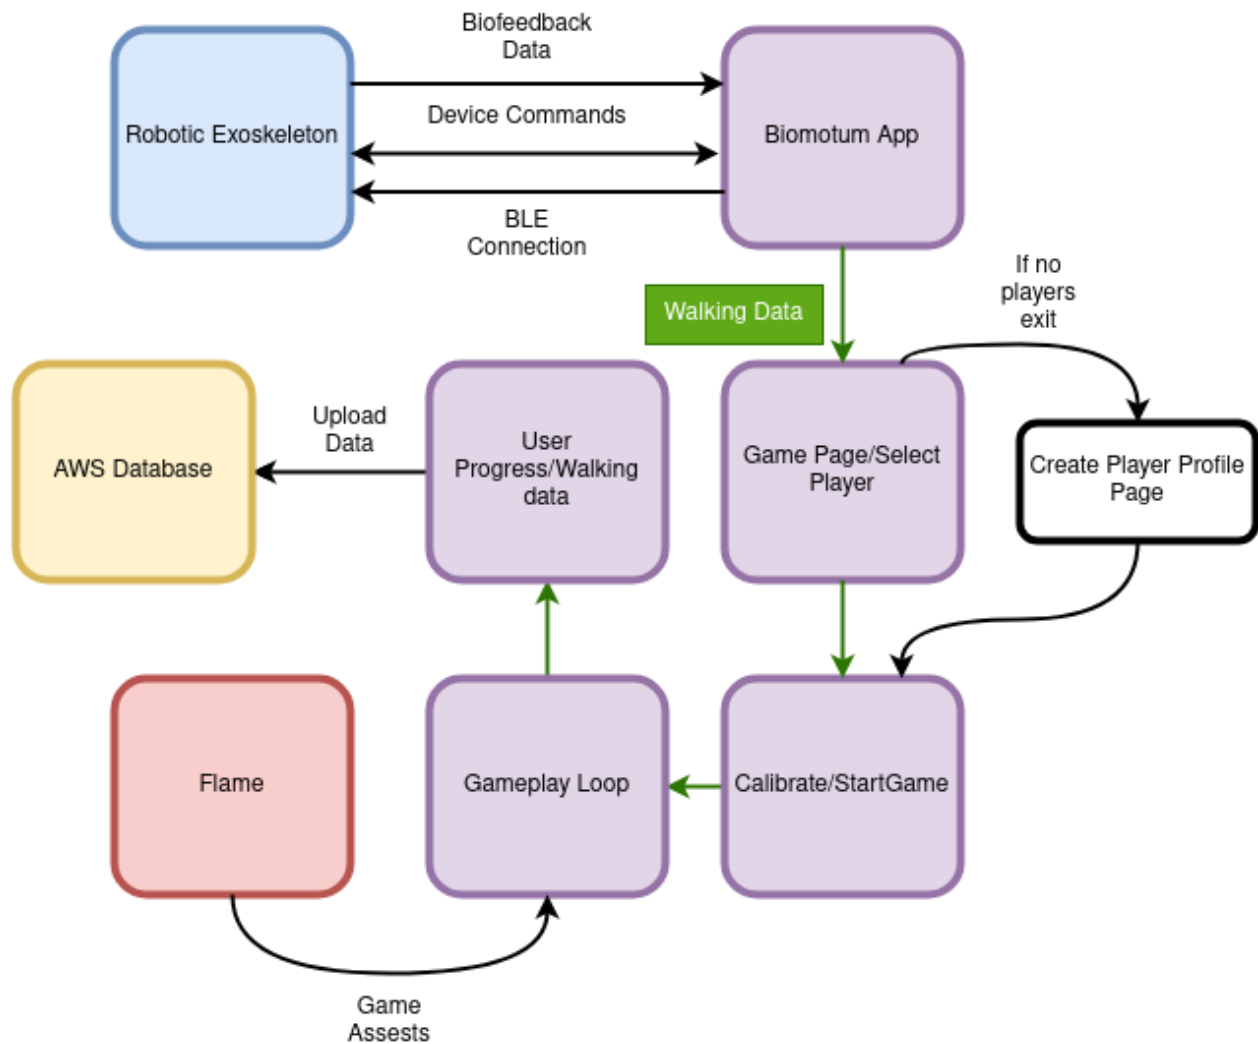 Biofeedback
Data
Robotic Exoskeleton
Device Commands
Biomotum App
BLE
Connection
Walking Data
If no
players
exit
AWS Database
Upload
Data
User
Progress/Walking
data
Game Page/Select
Player
Create Player Profile
Page
Flame
Gameplay Loop
Calibrate/StartGame
Game
Assests